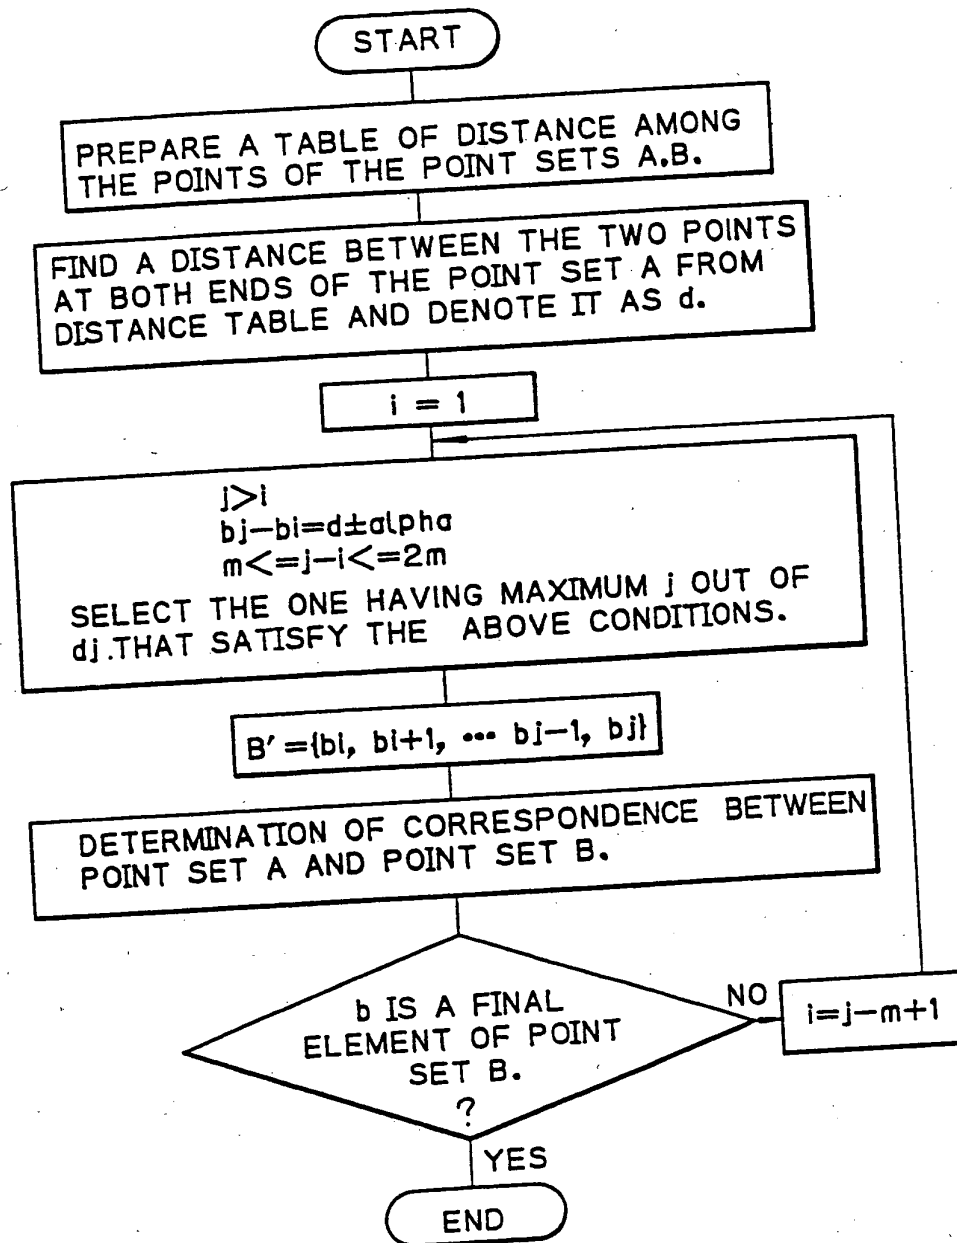 START
PREPARE A TABLE OF DISTANCE AMONG
THE POINTS OF THE POINT SETS A.B.
FIND A DISTANCE BETWEEN THE TWO POINTS
AT BOTH ENDS OF THE POINT SET A FROM
DISTANCE TABLE AND DENOTE IT AS d.
i = 1
j>i
bj−bi=d±alpha
m<=j−i<=2m
SELECT THE ONE HAVING MAXIMUM j OUT OF
dj.THAT SATISFY THE ABOVE CONDITIONS.
B′={bi, bi+1, ··· bj−1, bj}
DETERMINATION OF CORRESPONDENCE BETWEEN
POINT SET A AND POINT SET B.
b IS A FINAL
ELEMENT OF POINT
SET B.
?
NO
i=j−m+1
YES
END